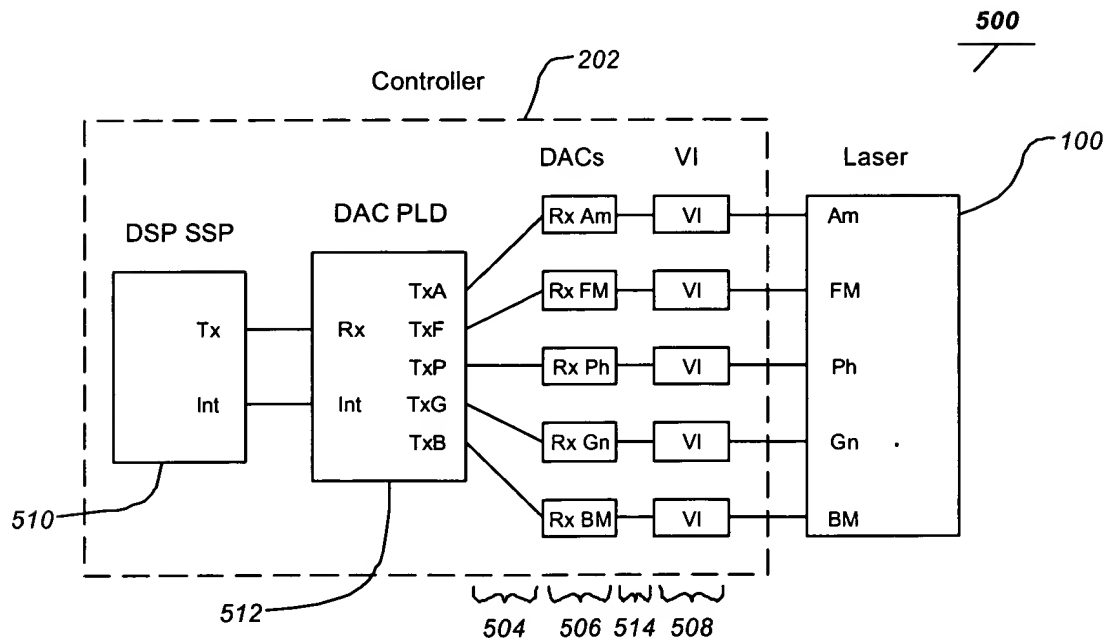 500
202
Controller
100
DACs VI Laser
DSP SSP DAC PLD
Rx Am VI Am
TxA
Rx FM VI FM
Tx Rx TxF
TxP Rx Ph VI Ph
Int Int TxG
TxB Rx Gn VI Gn
Rx BM VI BM
510
512
504 506 514 508